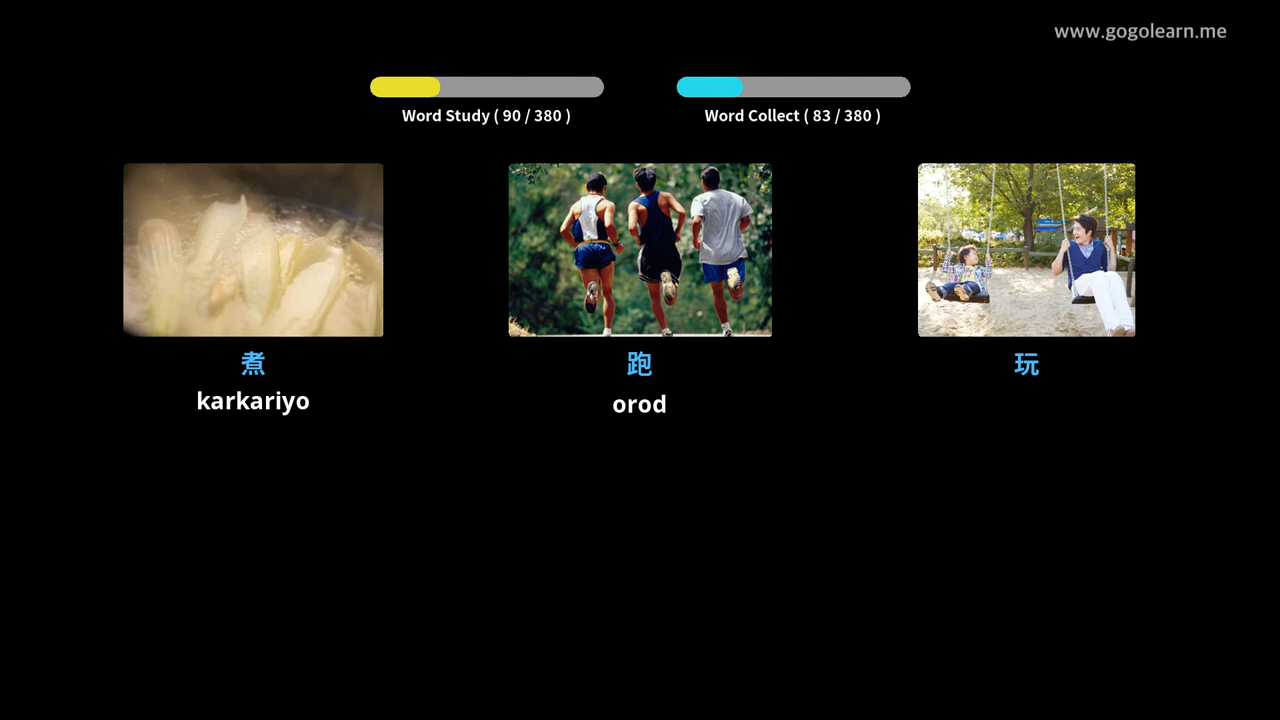 www.gogolearn.me
Word Study ( 90 / 380 )
Word Collect ( 83 / 380 )
煮
跑
玩
karkariyo
orod